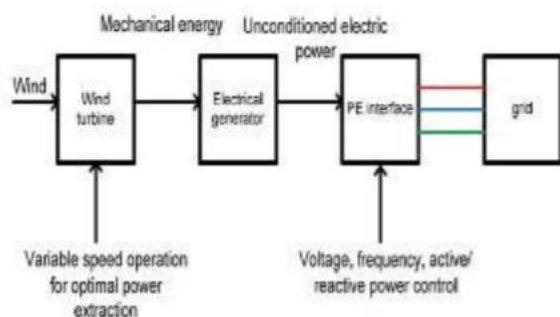 Mechanical energy
Unconditioned electric
power
Wind
Wind
turbine
Electrical
generator
PE interface
grid
Variable speed operation
for optimal power
extraction
Voltage, frequency, active/
reactive power control